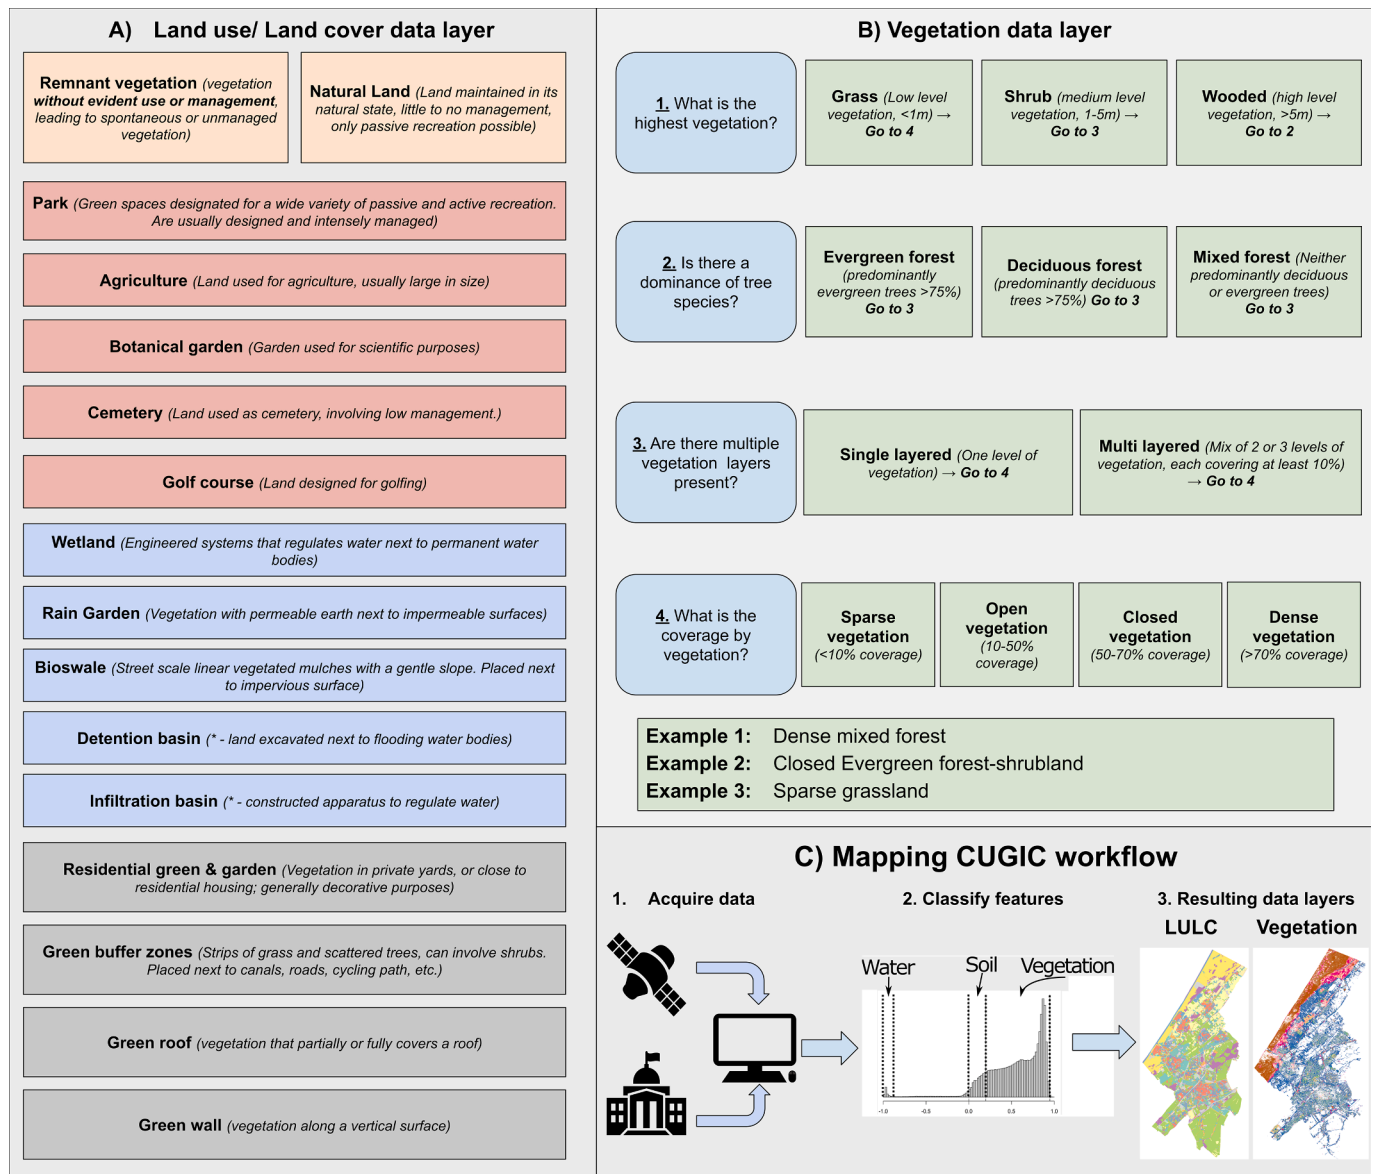 A) Land use/ Land cover data layer
Remnant vegetation (vegetation
without evident use or management,
leading to spontaneous or unmanaged
vegetation)
Natural Land (Land maintained in its
natural state, little to no management,
only passive recreation possible)
Park (Green spaces designated for a wide variety of passive and active recreation.
Are usually designed and intensely managed)
Agriculture (Land used for agriculture, usually large in size)
Botanical garden (Garden used for scientific purposes)
Cemetery (Land used as cemetery, involving low management.)
Golf course (Land designed for golfing)
Wetland (Engineered systems that regulates water next to permanent water
bodies)
Rain Garden (Vegetation with permeable earth next to impermeable surfaces)
Bioswale (Street scale linear vegetated mulches with a gentle slope. Placed next
to impervious surface)
Detention basin (* - land excavated next to flooding water bodies)
Infiltration basin (* - constructed apparatus to regulate water)
Residential green & garden (Vegetation in private yards, or close to
residential housing; generally decorative purposes)
Green buffer zones (Strips of grass and scattered trees, can involve shrubs.
Placed next to canals, roads, cycling path, etc.)
Green roof (vegetation that partially or fully covers a roof)
Green wall (vegetation along a vertical surface)
B) Vegetation data layer
1. What is the
highest vegetation?
Grass (Low level
vegetation, <1m) →
Go to 4
Shrub (medium level
vegetation, 1-5m) →
Go to 3
Wooded (high level
vegetation, >5m) →
Go to 2
2. Is there a
dominance of tree
species?
Evergreen forest
(predominantly
evergreen trees >75%)
Go to 3
Deciduous forest
(predominantly deciduous
trees >75%) Go to 3
Mixed forest (Neither
predominantly deciduous
or evergreen trees)
Go to 3
3. Are there multiple
vegetation layers
present?
Single layered (One level of
vegetation) → Go to 4
Multi layered (Mix of 2 or 3 levels of
vegetation, each covering at least 10%)
→ Go to 4
4. What is the
coverage by
vegetation?
Sparse
vegetation
(<10% coverage)
Open
vegetation
(10-50%
coverage)
Closed
vegetation
(50-70% coverage)
Dense
vegetation
(>70% coverage)
Example 1: Dense mixed forest
Example 2: Closed Evergreen forest-shrubland
Example 3: Sparse grassland
C) Mapping CUGIC workflow
1. Acquire data
2. Classify features
Water
Soil
Vegetation
-1.0
-0.5
0.0
0.5
1.0
3. Resulting data layers
LULC
Vegetation